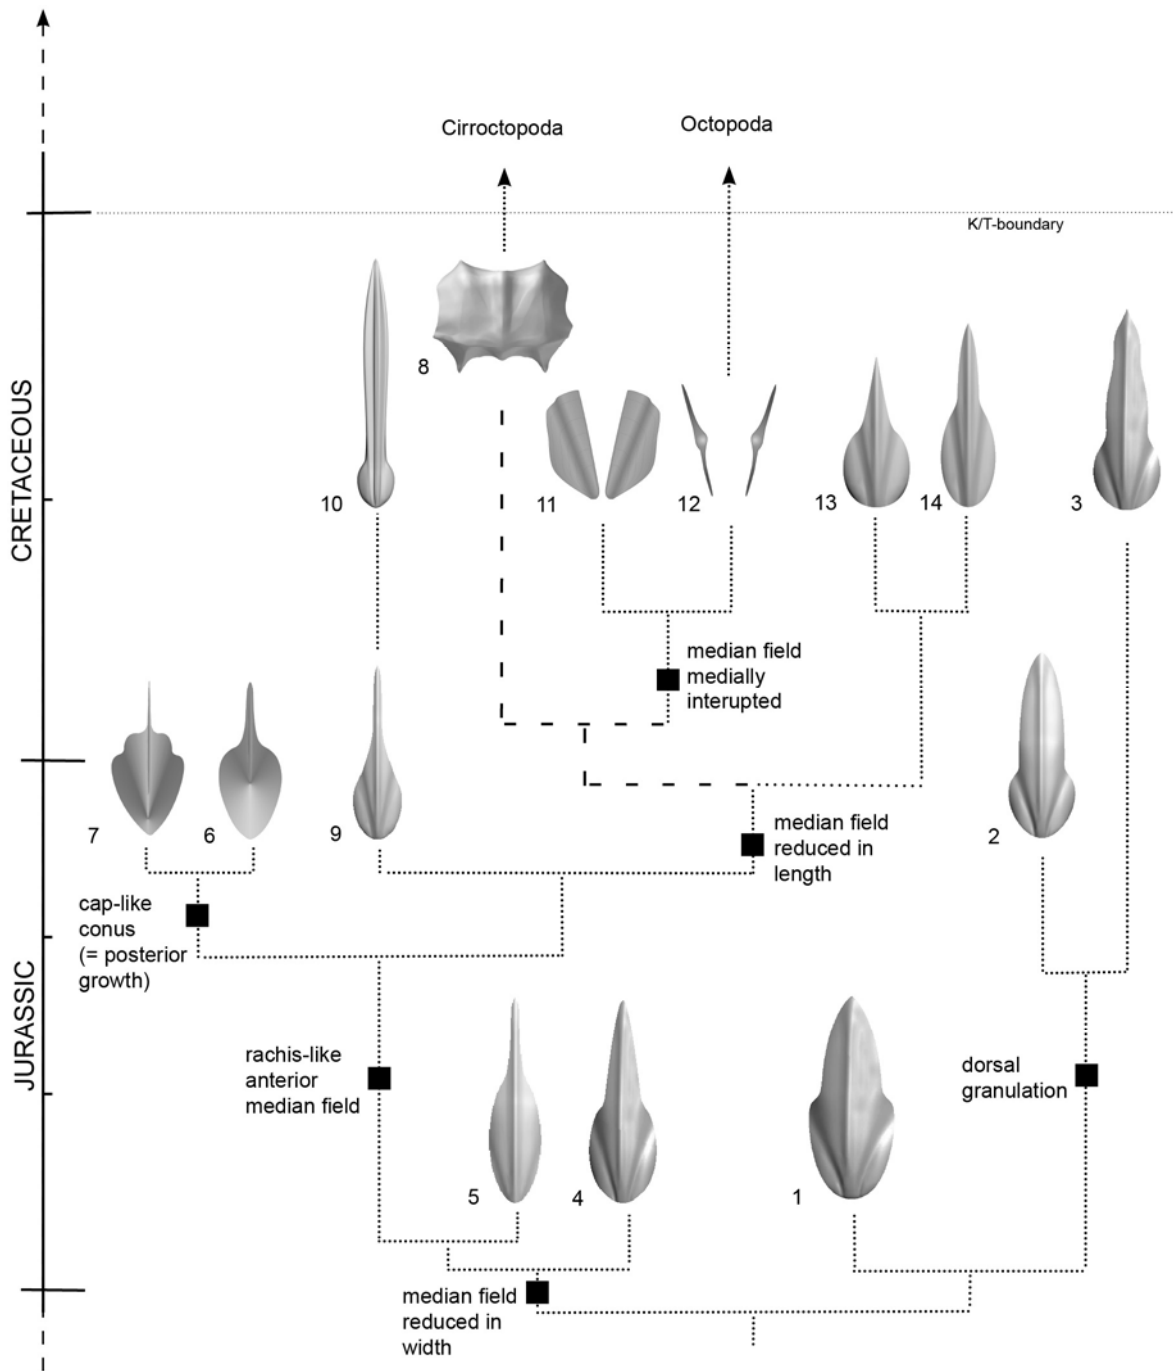 Cirroctopoda
Octopoda
K/T-boundary
CRETACEOUS
8
10
11
12
13
14
3
median field
medially
interupted
7
6
9
2
median field
reduced in
length
cap-like
conus
(= posterior
growth)
JURASSIC
rachis-like
anterior
median field
dorsal
granulation
5
4
1
median field
reduced in
width